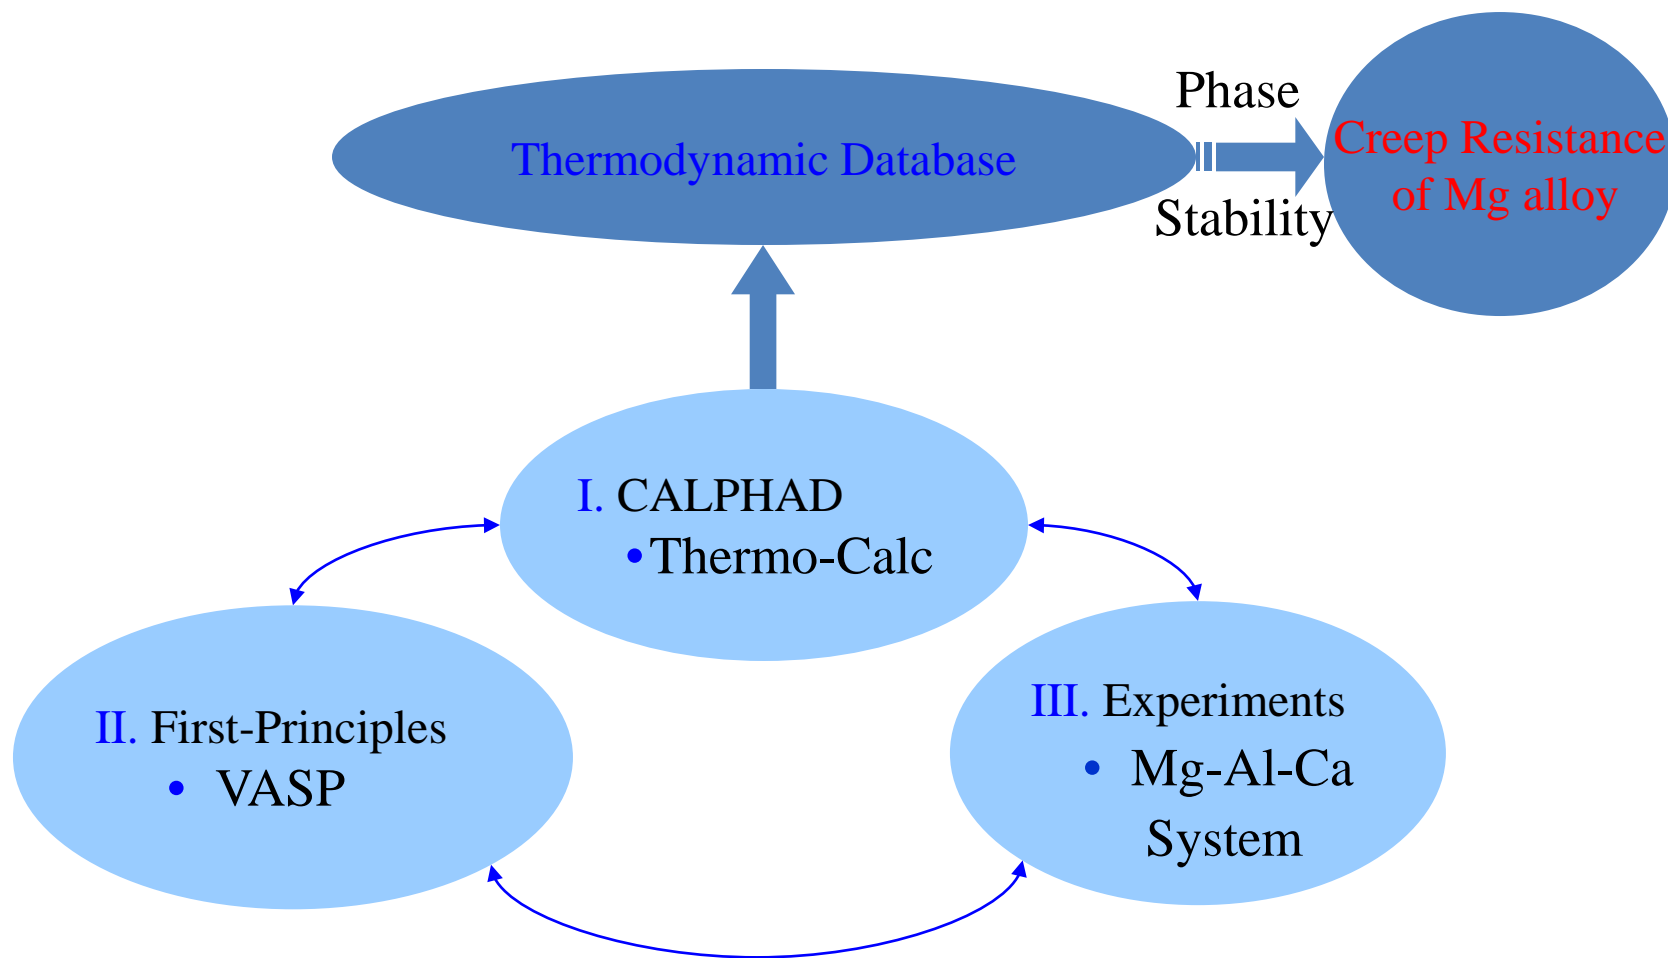 Phase
Thermodynamic Database
Stability
Creep Resistance
of Mg alloy
I. CALPHAD
•Thermo-Calc
II. First-Principles
• VASP
III. Experiments
• Mg-Al-Ca
System